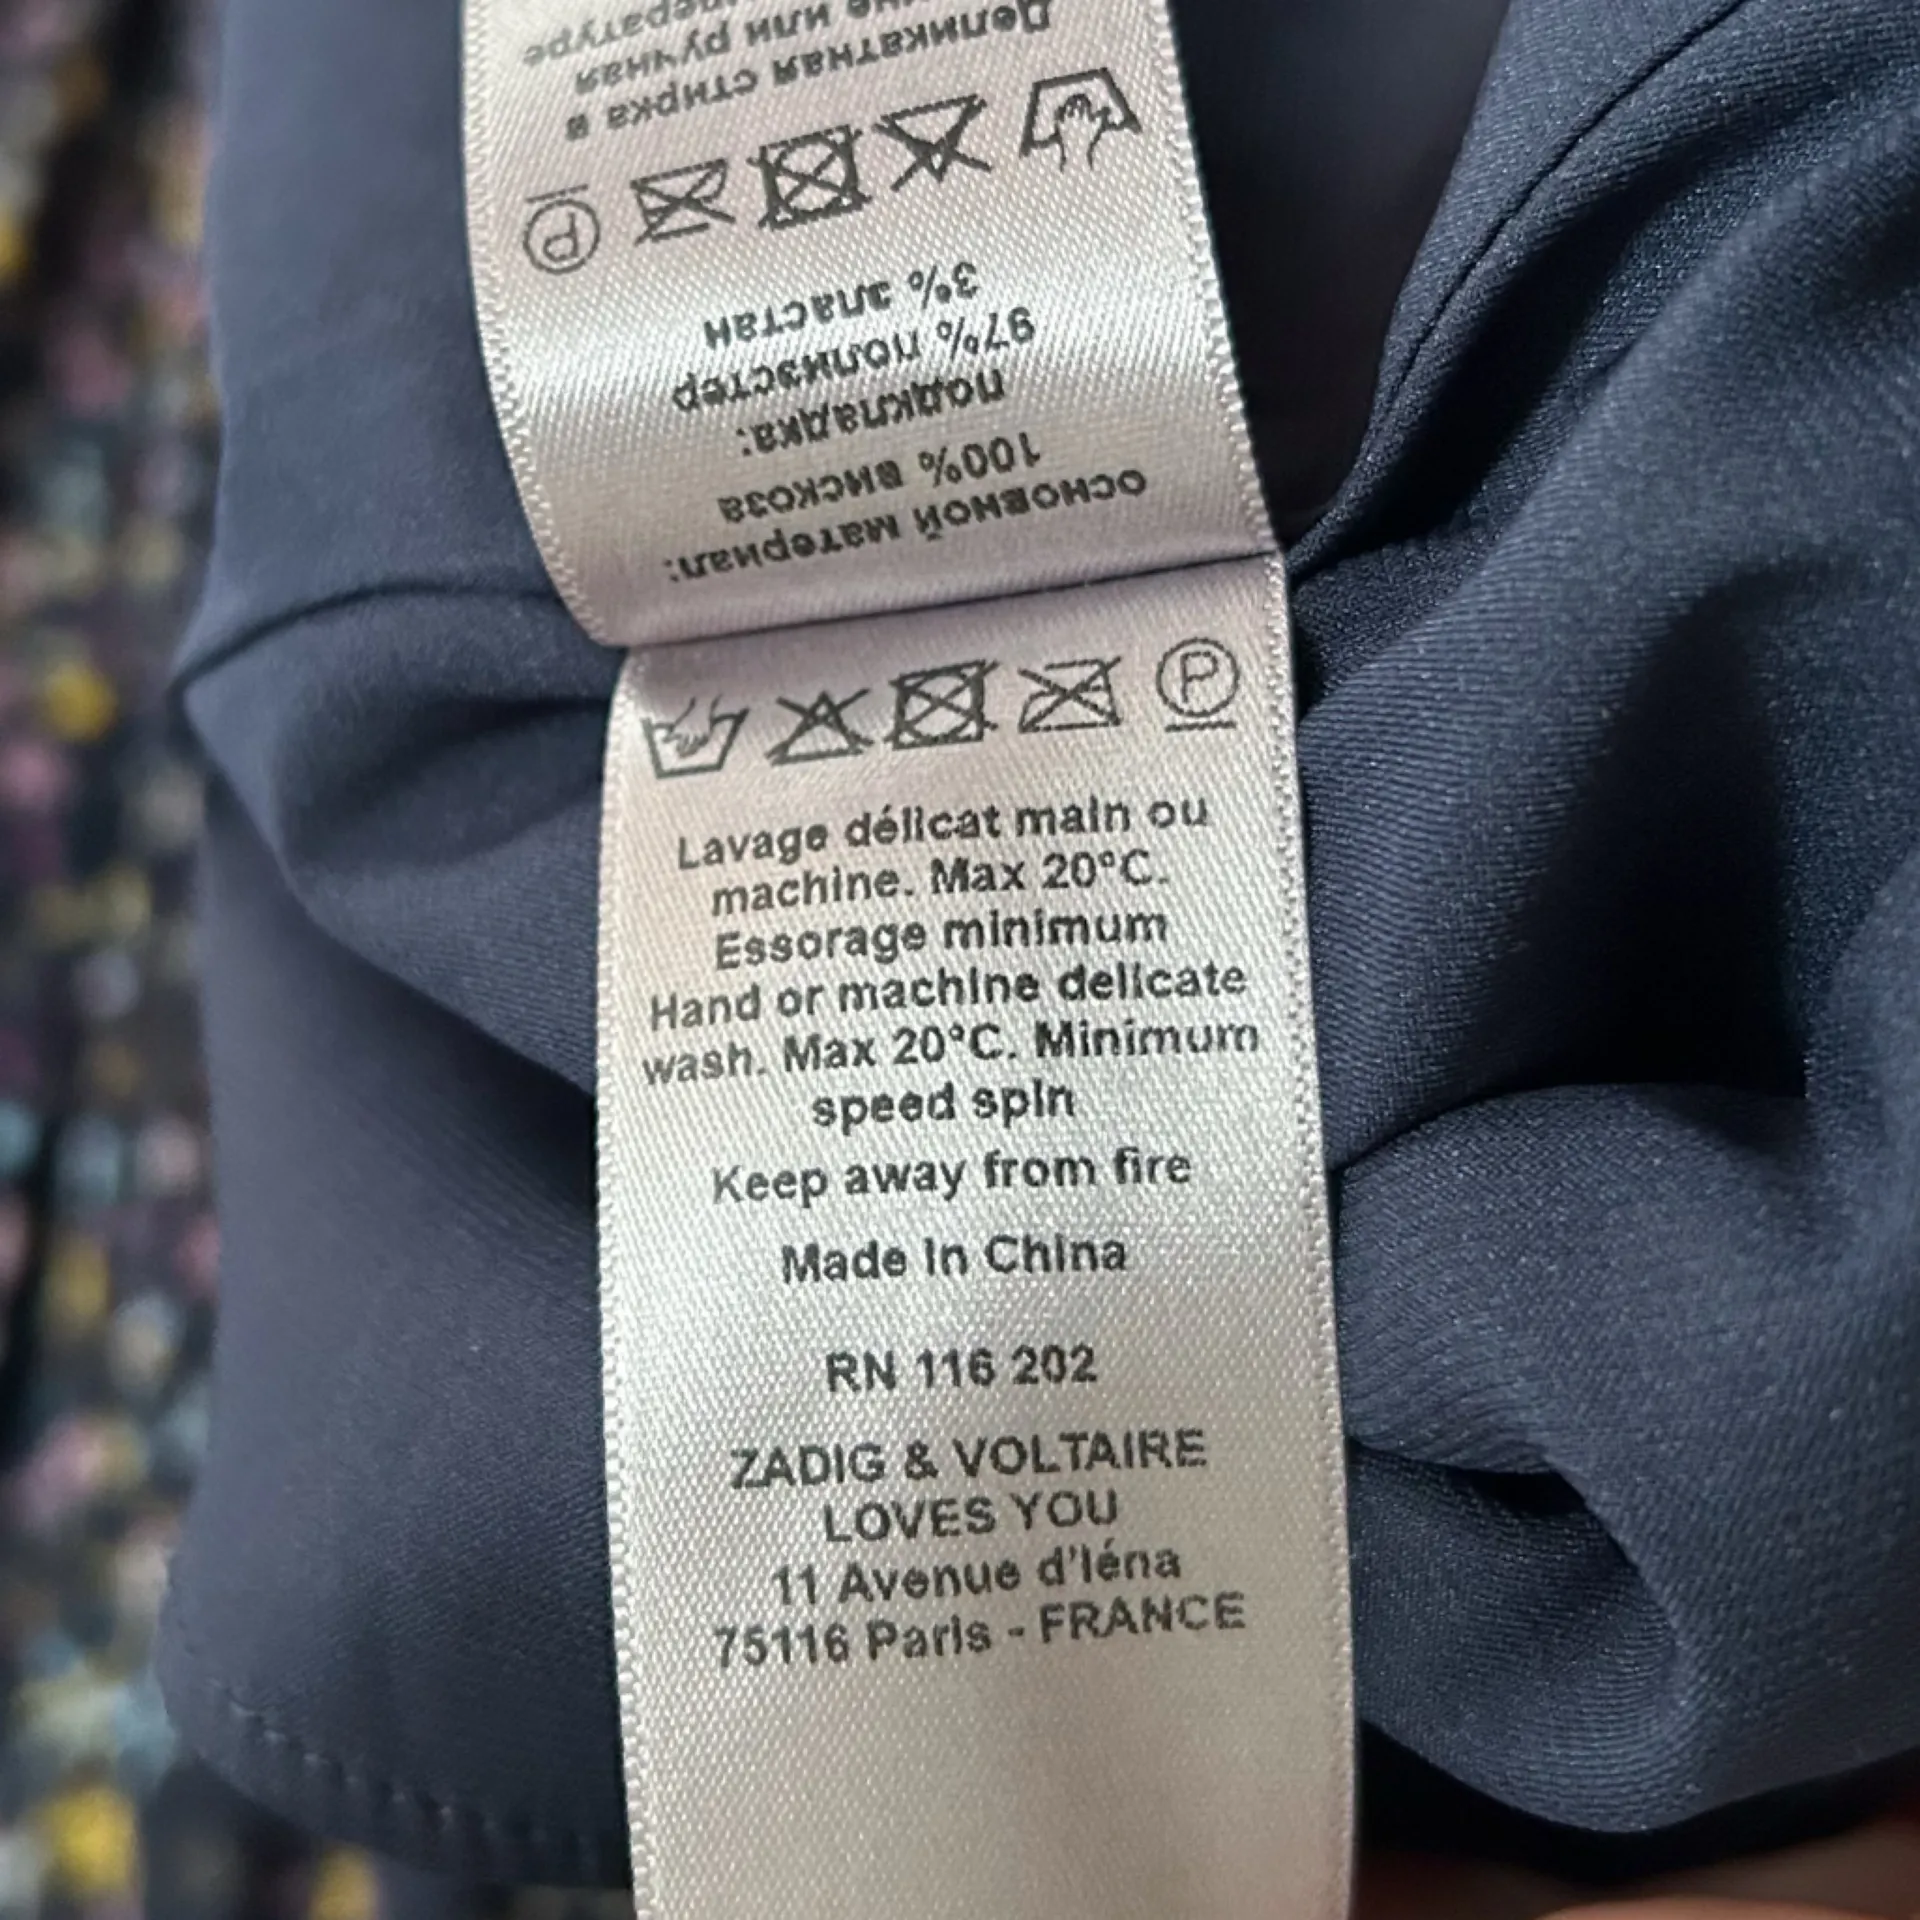 основной материал:
100% вискоза
подкладка:
97% полиэстер
3% эластан
P
Деликатная стирка в
или ручная
P
Lavage délicat main ou
machine. Max 20°C.
Essorage minimum
Hand or machine delicate
wash. Max 20°C. Minimum
speed spin
Keep away from fire
Made in China
RN 116 202
ZADIG & VOLTAIRE
LOVES YOU
11 Avenue d'Iéna
75116 Paris - FRANCE